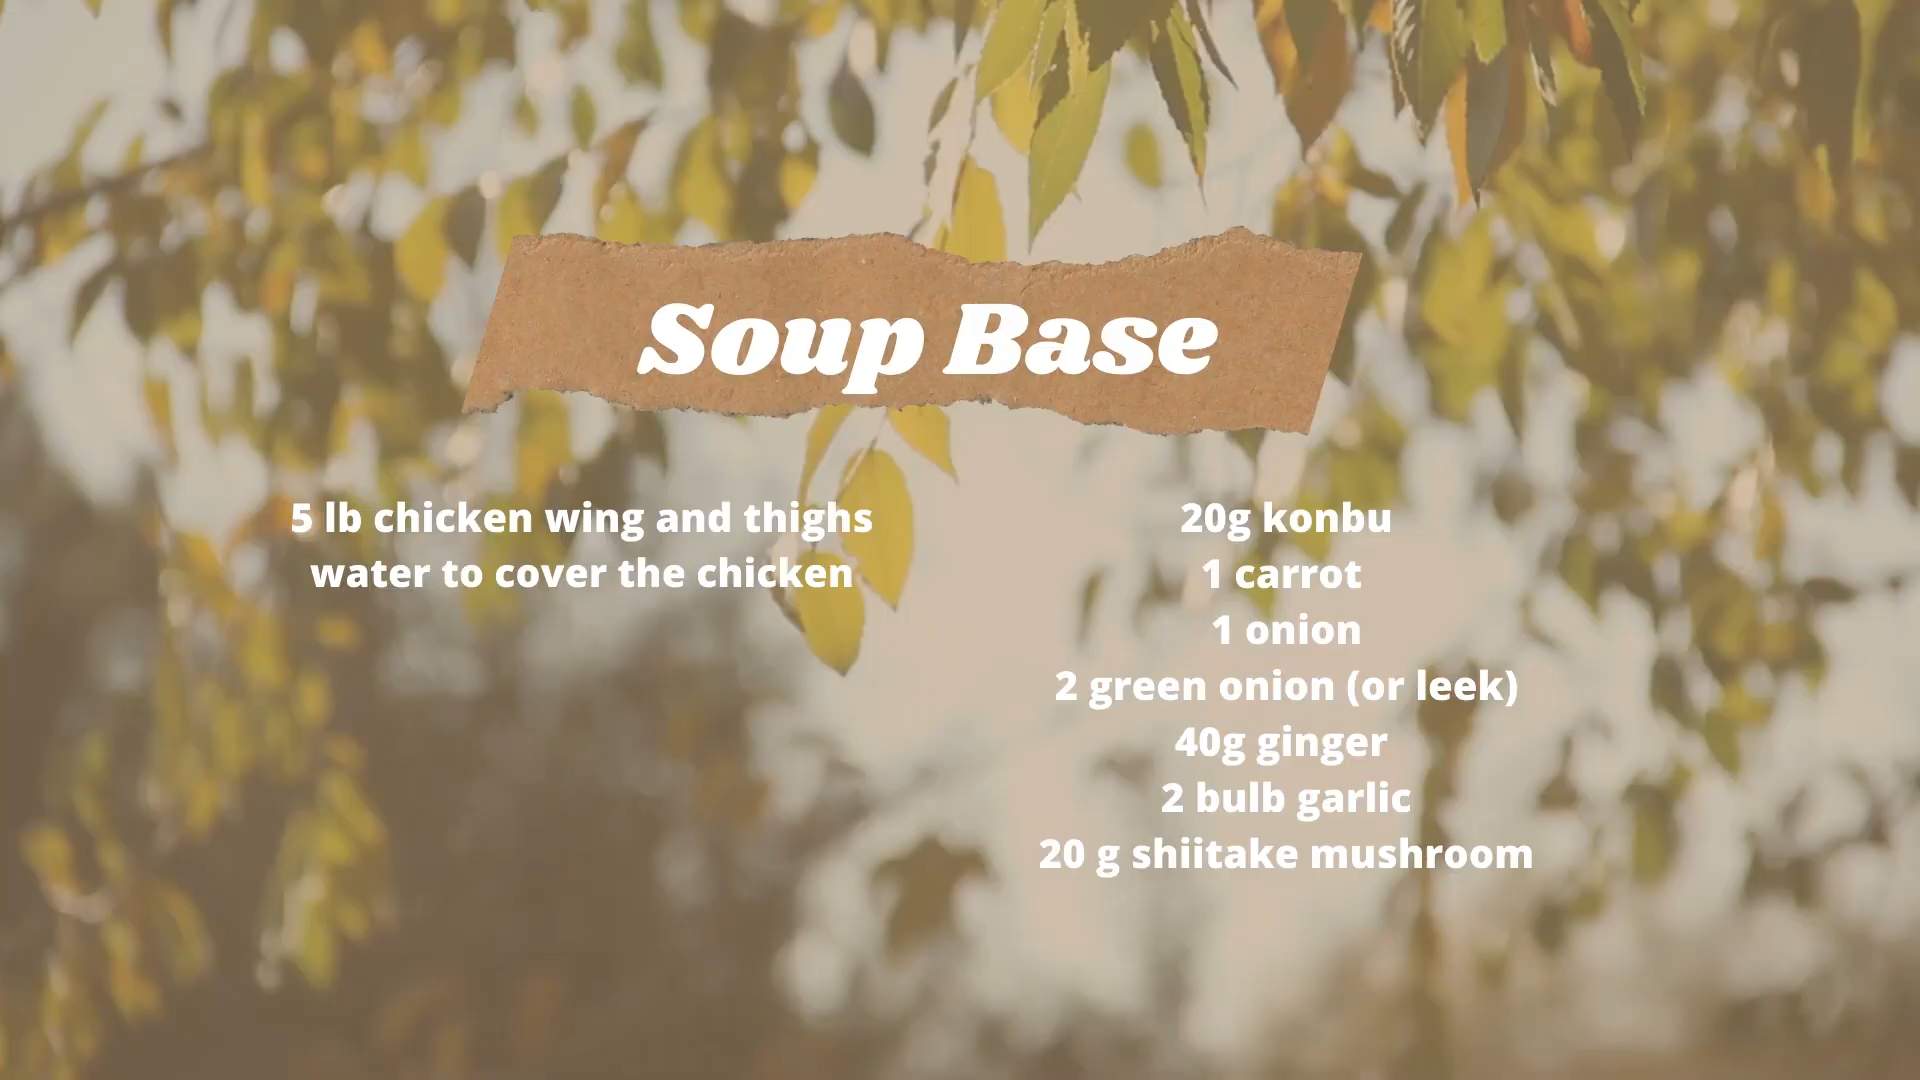 Soup Base
5 lb chicken wing and thighs
water to cover the chicken
20g konbu
1 carrot
1 onion
2 green onion (or leek)
40g ginger
2 bulb garlic
20 g shiitake mushroom